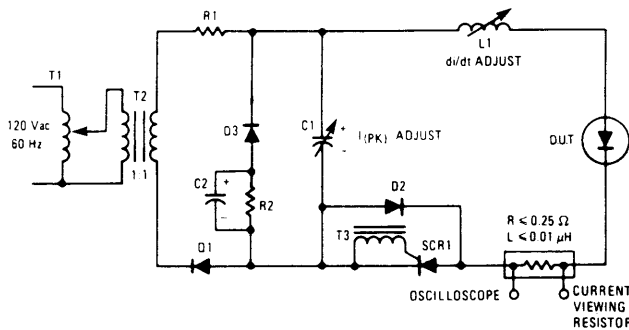 R1
L1
di/dt ADJUST
T1
T2
120 Vac
60 Hz
1:1
D3
C1
+
−
I(PK) ADJUST
D.U.T
C2
+
−
R2
D2
T3
SCR1
R ≤ 0.25 Ω
L ≤ 0.01 μH
D1
OSCILLOSCOPE
CURRENT
VIEWING
RESISTOR